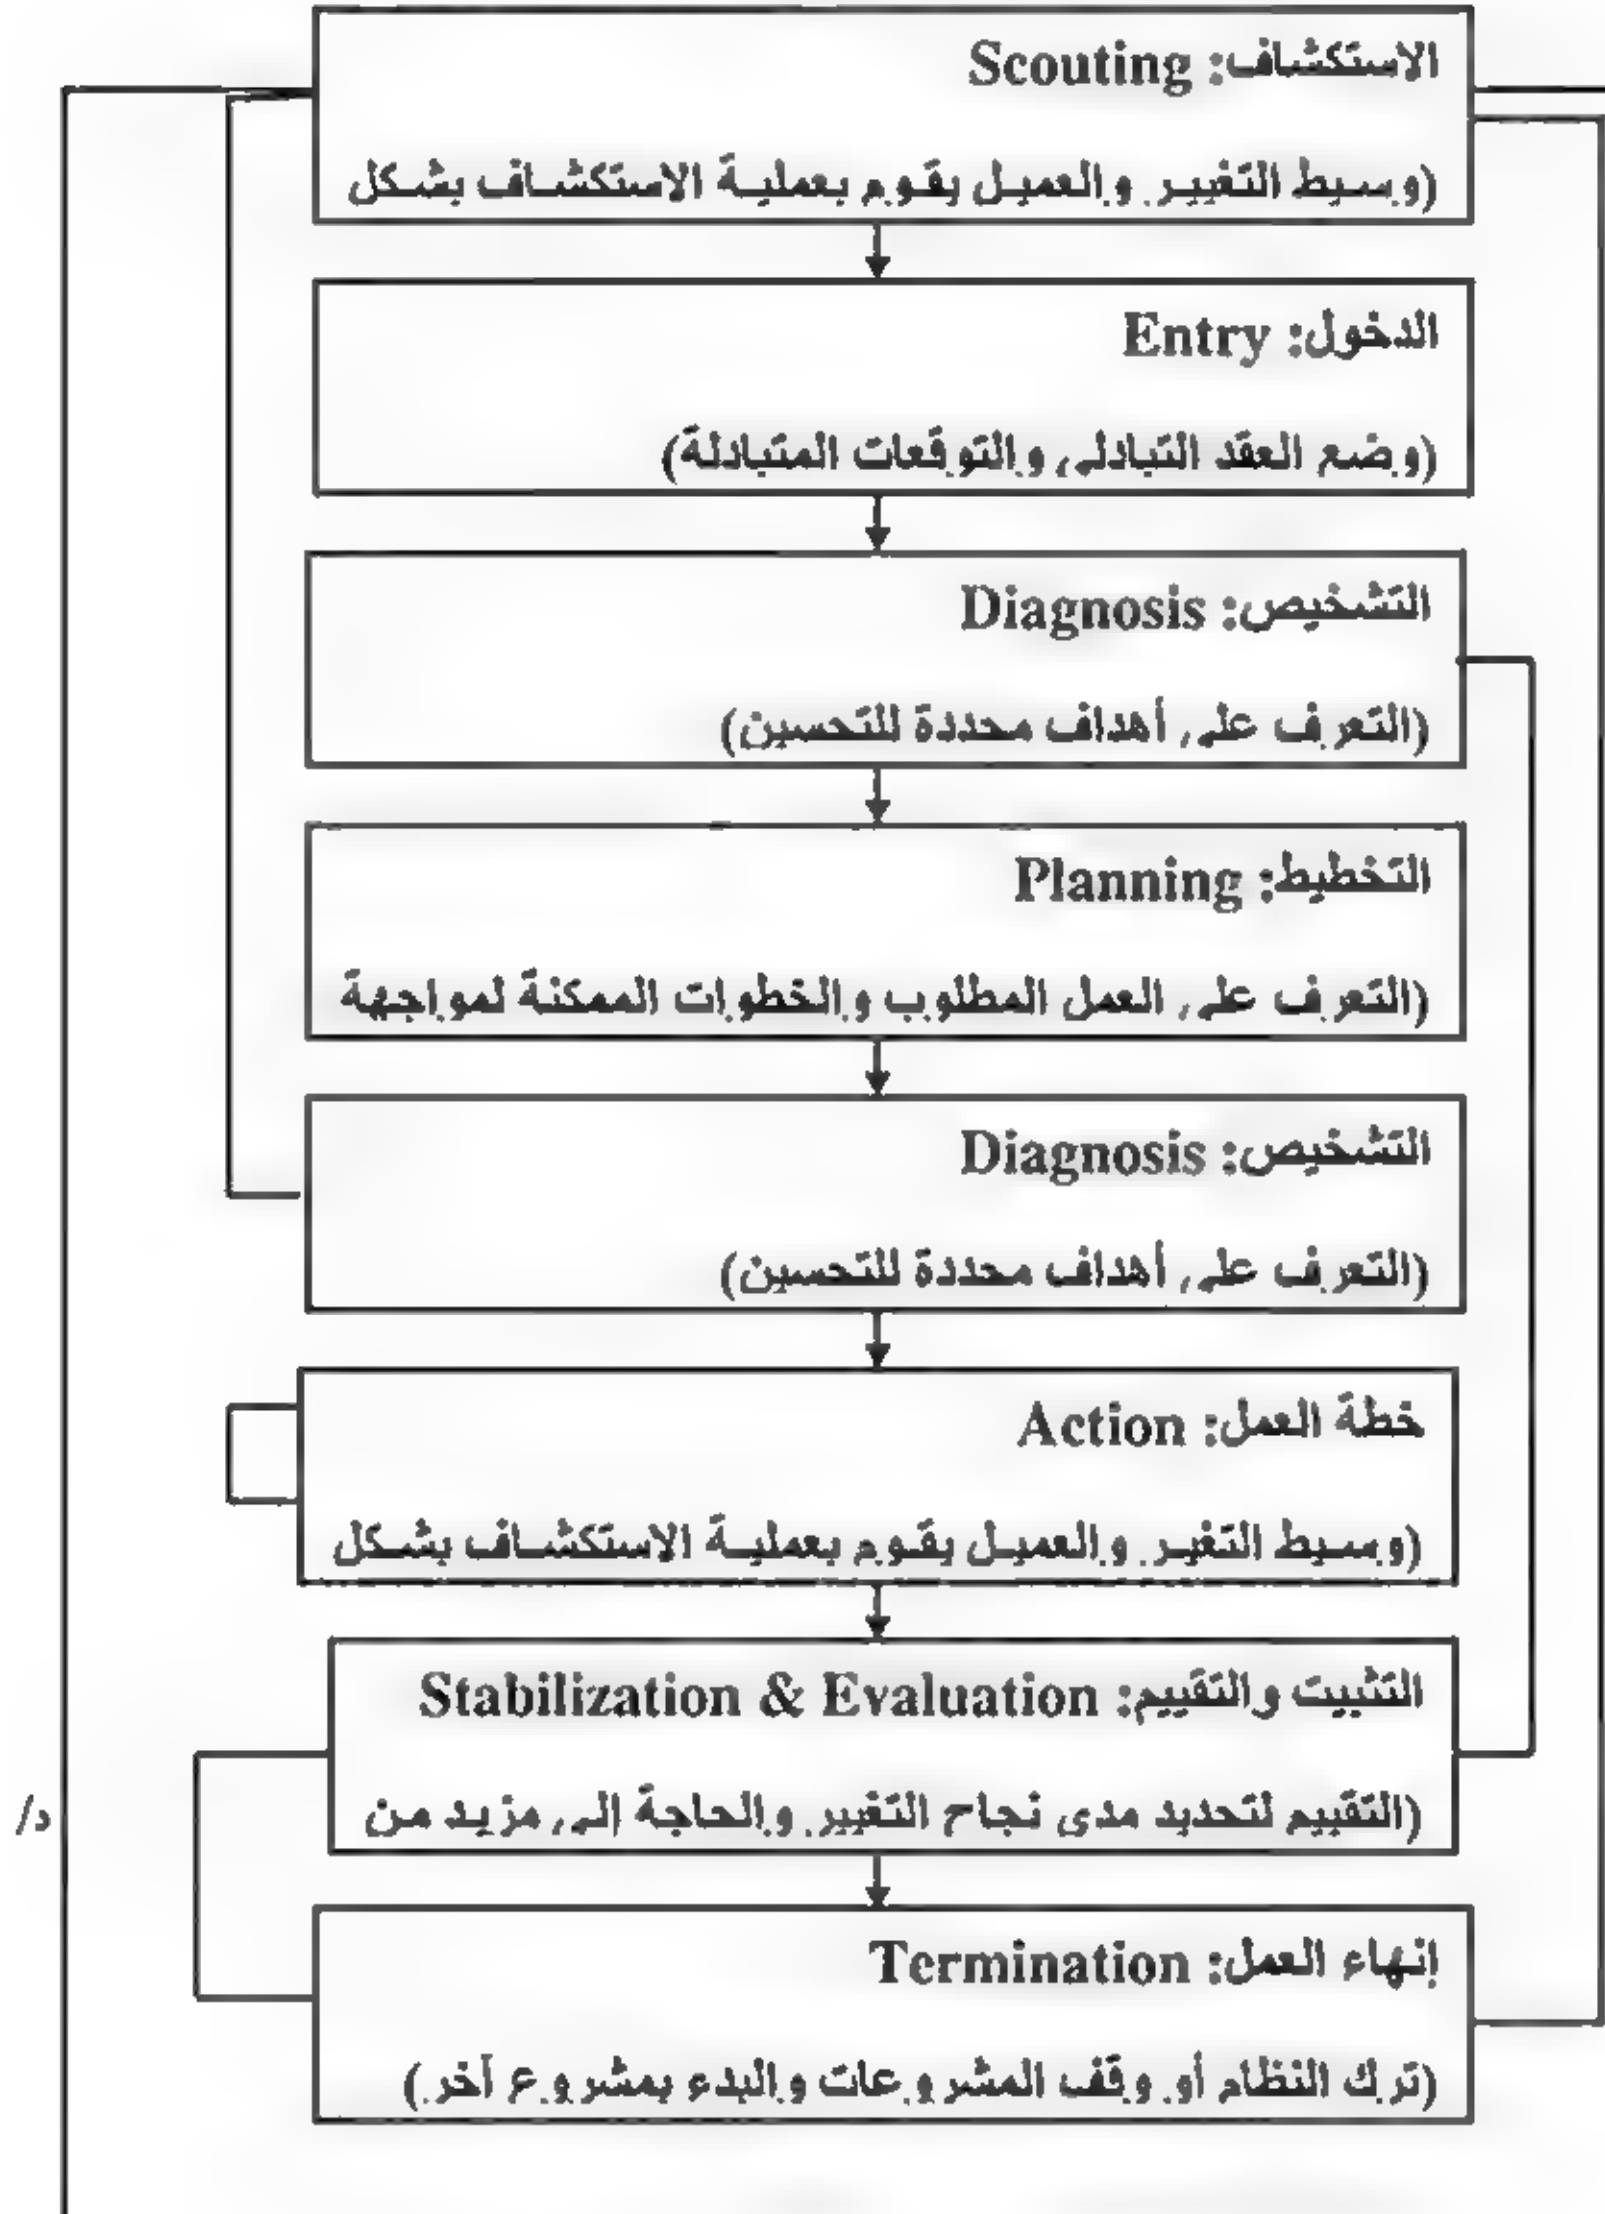 الاستكشاف: Scouting
(وسيط التغيير والعميل يقوم بعملية الاستكشاف بشكل
الدخول: Entry
(وضع العقد التبادلي والتوقعات المتبادلة)
التشخيص: Diagnosis
(التعرف على أهداف محددة للتحسين)
التخطيط: Planning
(التعرف على العمل المطلوب والخطوات الممكنة لمواجهة
التشخيص: Diagnosis
(التعرف على أهداف محددة للتحسين)
خطة العمل: Action
(وسيط التغير والعميل يقوم بعملية الاستكشاف بشكل
التثبيت والتقييم: Stabilization & Evaluation
(التقييم لتحديد مدى نجاح التغيير والحاجة إلى مزيد من
د/
إنهاء العمل: Termination
(ترك النظام أو وقف المشروعات والبدء بمشروع آخر)